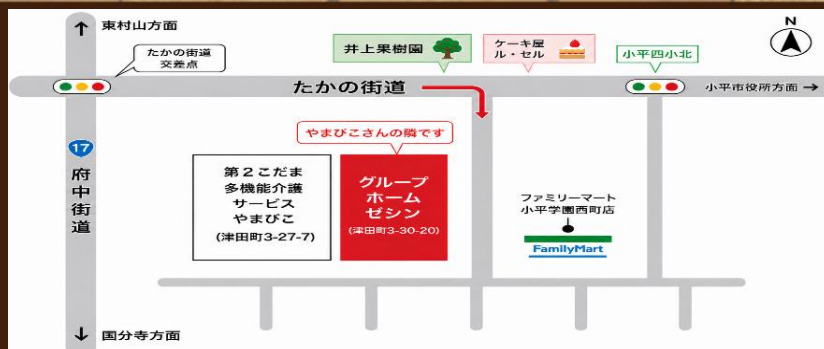 ↑ 東村山方面
たかの街道
交差点
井上果樹園
ケーキ屋
ル・セル
小平四小北
N
たかの街道
小平市役所方面 →
やまびこさんの隣です
17
府中街道
第2こだま
多機能介護
サービス
やまびこ
(津田町3-27-7)
グループ
ホーム
ゼシン
(津田町3-30-20)
ファミリーマート
小平学園西町店
FamilyMart
↓ 国分寺方面